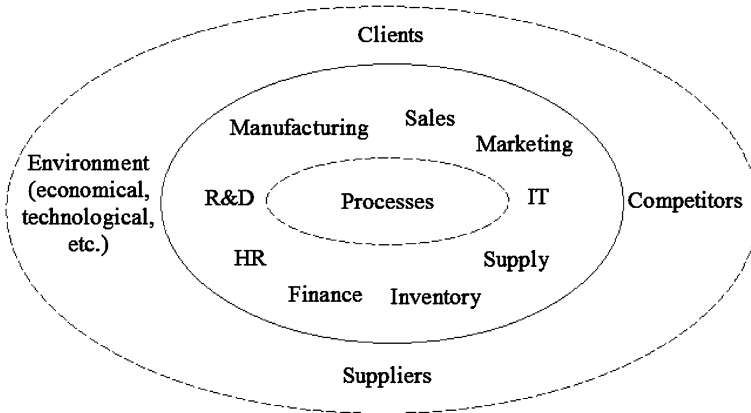 Clients
Manufacturing
Sales
Marketing
Environment
(economical,
technological,
etc.)
R&D
Processes
IT
Competitors
HR
Supply
Finance
Inventory
Suppliers